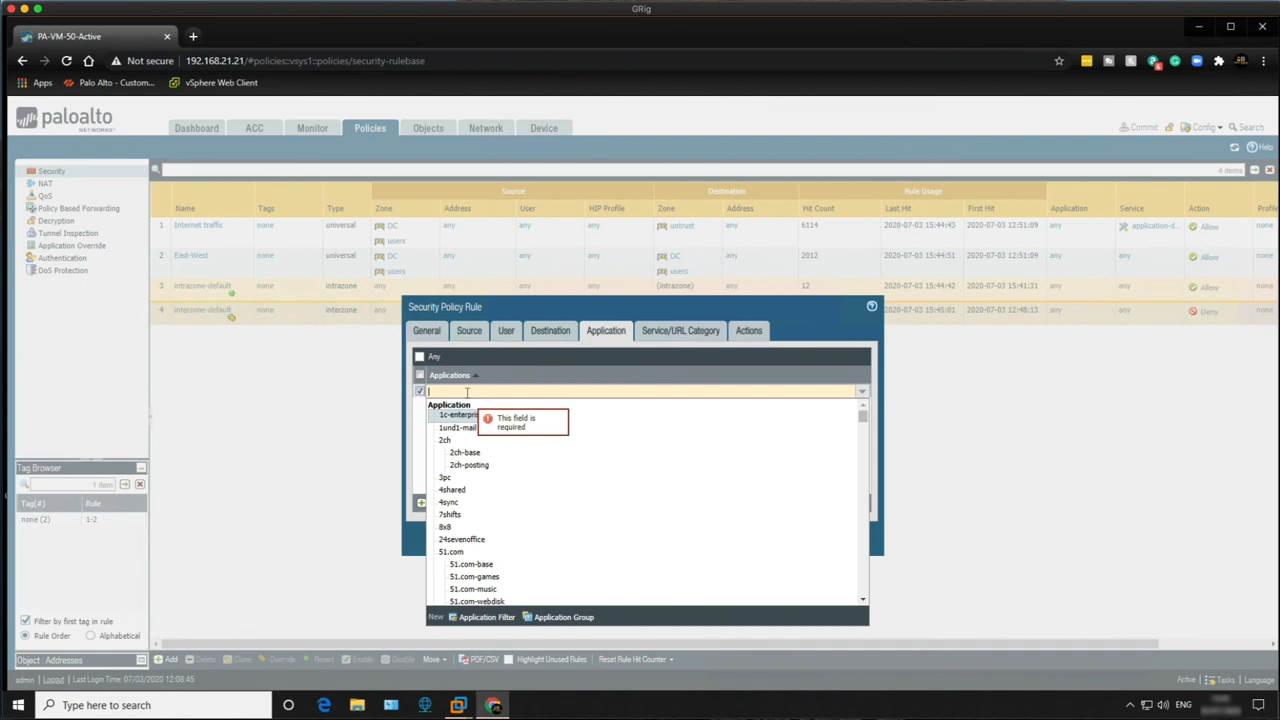 GRig
PA-VM-50-Active
Not secure 192.168.21.21/#policies::vsys1::policies/security-rulebase
Apps Palo Alto - Custom... vSphere Web Client
paloalto
NETWORKS
Dashboard ACC Monitor Policies Objects Network Device
Commit Config Search
Help
Security
NAT
QoS
Policy Based Forwarding
Decryption
Tunnel Inspection
Application Override
Authentication
DoS Protection
4 items
Source Destination Rule Usage
Name Tags Type Zone Address User HIP Profile Zone Address Hit Count Last Hit First Hit Application Service Action Profile
1 Internet traffic none universal DC any any any untrust any 6114 2020-07-03 15:44:43 2020-07-03 12:51:09 any application-d... Allow none
users
2 East-West none universal DC any any any DC any 2012 2020-07-03 15:44:43 2020-07-03 12:51:09 any any Allow none
users users
3 intrazone-default none intrazone any any any any (intrazone) any 12 2020-07-03 15:41:31 2020-07-03 12:51:09 any any Allow none
4 interzone-default none interzone any 2020-07-03 15:45:01 2020-07-03 12:48:13 any any Deny none
Security Policy Rule
General Source User Destination Application Service/URL Category Actions
Any
Applications
Application
1c-enterpris
This field is
required
1und1-mail
2ch
2ch-base
2ch-posting
3pc
4shared
4sync
7shifts
8x8
24sevenoffice
51.com
51.com-base
51.com-games
51.com-music
51.com-webdisk
New Application Filter Application Group
Tag Browser
1 item
Tag(#) Rule
none (2) 1-2
Filter by first tag in rule
Rule Order Alphabetical
Object : Addresses
Add Delete Clone Override Revert Enable Disable Move PDF/CSV Highlight Unused Rules Reset Rule Hit Counter
admin Logout Last Login Time: 07/03/2020 12:08:45
Active Tasks Language
Type here to search
ENG